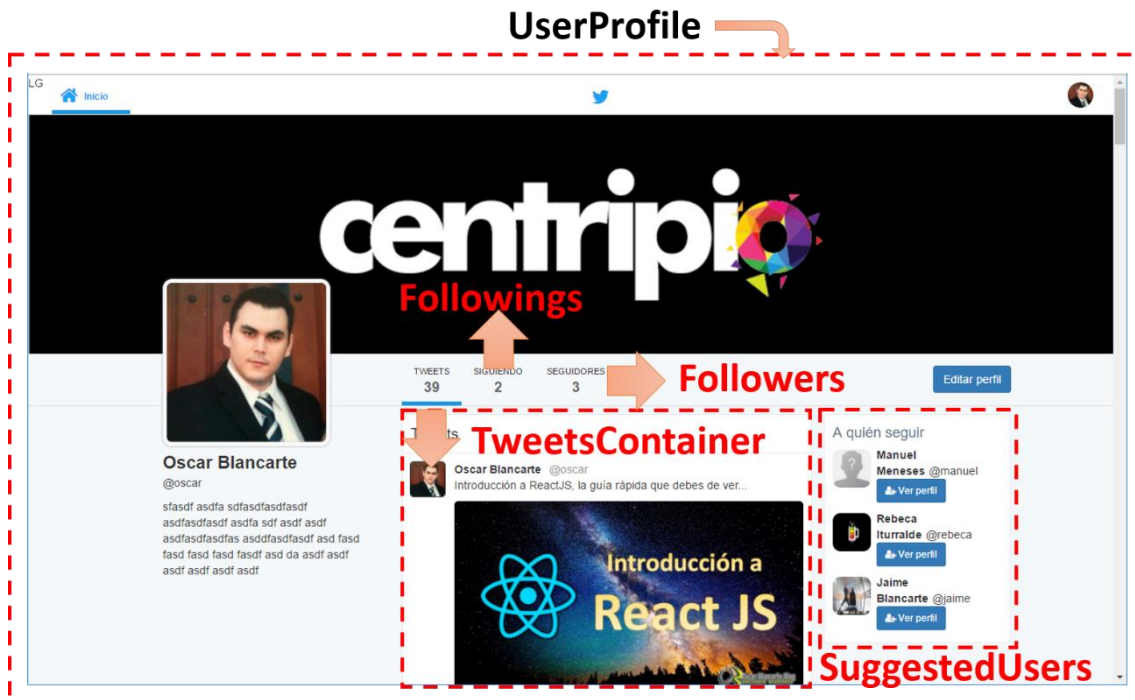 UserProfile
LG
Inicio
centripio
Followings
TWEETS
39
SIGUIENDO
2
SEGUIDORES
3
Followers
Editar perfil
Tweets
TweetsContainer
Oscar Blancarte
@oscar
sfasdf asdfa sdfasdfasdfasdf
asdfasdfasdf asdfa sdf asdf asdf
asdfasdfasdfas asddfasdfasdf asd fasd
fasd fasd fasd fasdf asd da asdf asdf
asdf asdf asdf asdf
Oscar Blancarte @oscar
Introducción a ReactJS, la guía rápida que debes de ver...
Introducción a
React JS
A quién seguir
Manuel
Meneses @manuel
Ver perfil
Rebeca
Iturralde @rebeca
Ver perfil
Jaime
Blancarte @jaime
Ver perfil
SuggestedUsers